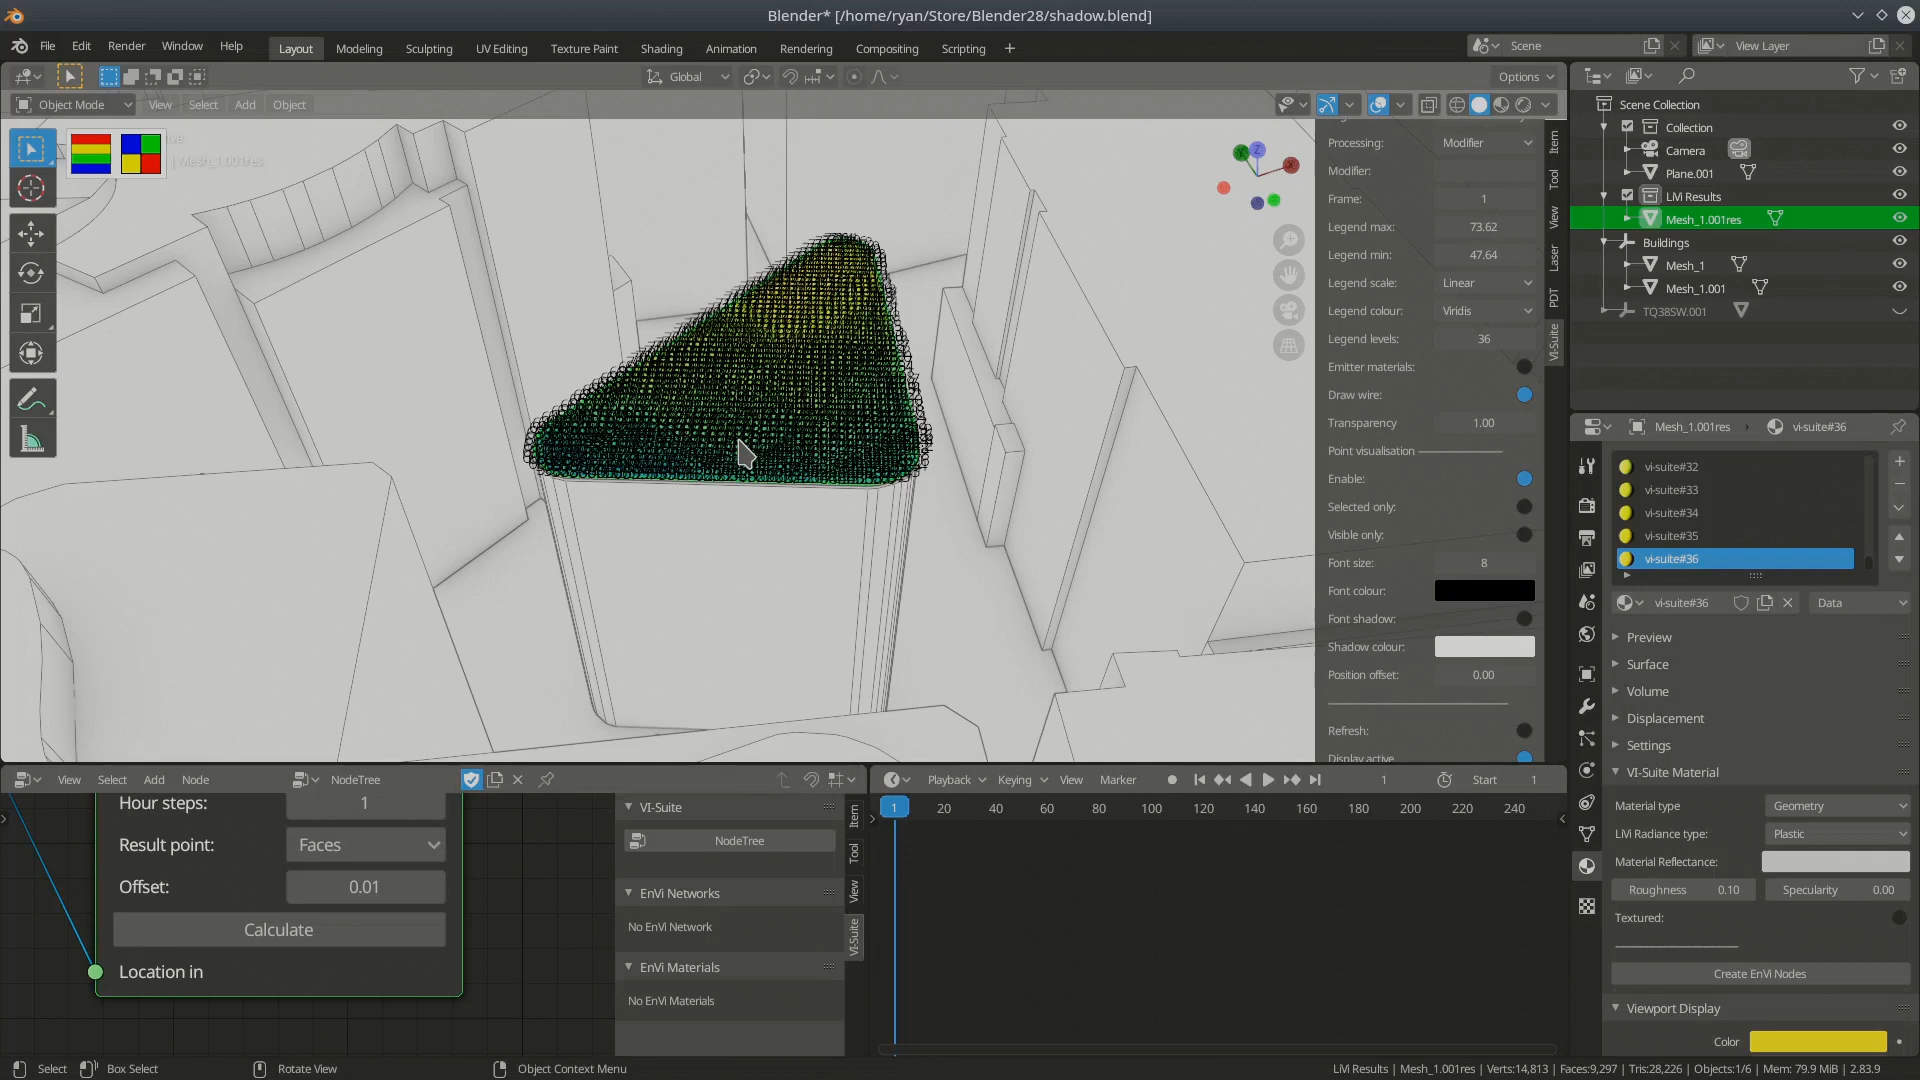 Blender* [/home/ryan/Store/Blender28/shadow.blend]
File Edit Render Window Help Layout Modeling Sculpting UV Editing Texture Paint Shading Animation Rendering Compositing Scripting + Scene View Layer
Global Options
Object Mode View Select Add Object
ive
| Mesh_1.001res
Z
Processing: Modifier
Modifier:
Frame: 1
Legend max: 73.62
Legend min: 47.64
Legend scale: Linear
Legend colour: Viridis
Legend levels: 36
Emitter materials:
Draw wire:
Transparency 1.00
Point visualisation
Enable:
Selected only:
Visible only:
Font size: 8
Font colour:
Font shadow:
Shadow colour:
Position offset: 0.00
Refresh:
Display active
Item
Tool
View
Laser
PDT
VI-Suite
Scene Collection
Collection
Camera
Plane.001
LiVi Results
Mesh_1.001res
Buildings
Mesh_1
Mesh_1.001
TQ38SW.001
Mesh_1.001res > vi-suite#36
vi-suite#32
vi-suite#33
vi-suite#34
vi-suite#35
vi-suite#36
vi-suite#36 Data
Preview
Surface
Volume
Displacement
Settings
VI-Suite Material
Material type Geometry
LiVi Radiance type: Plastic
Material Reflectance:
Roughness 0.10 Specularity 0.00
Textured:
Create EnVi Nodes
Viewport Display
Color
View Select Add Node NodeTree
Hour steps: 1
Result point: Faces
Offset: 0.01
Calculate
Location in
VI-Suite
NodeTree
EnVi Networks
No EnVi Network
EnVi Materials
No EnVi Materials
Item
Tool
View
VI-Suite
Playback Keying View Marker 1 Start 1
1 20 40 60 80 100 120 140 160 180 200 220 240
Select Box Select Rotate View Object Context Menu LiVi Results | Mesh_1.001res | Verts:14,813 | Faces:9,297 | Tris:28,226 | Objects:1/6 | Mem: 79.9 MiB | 2.83.9